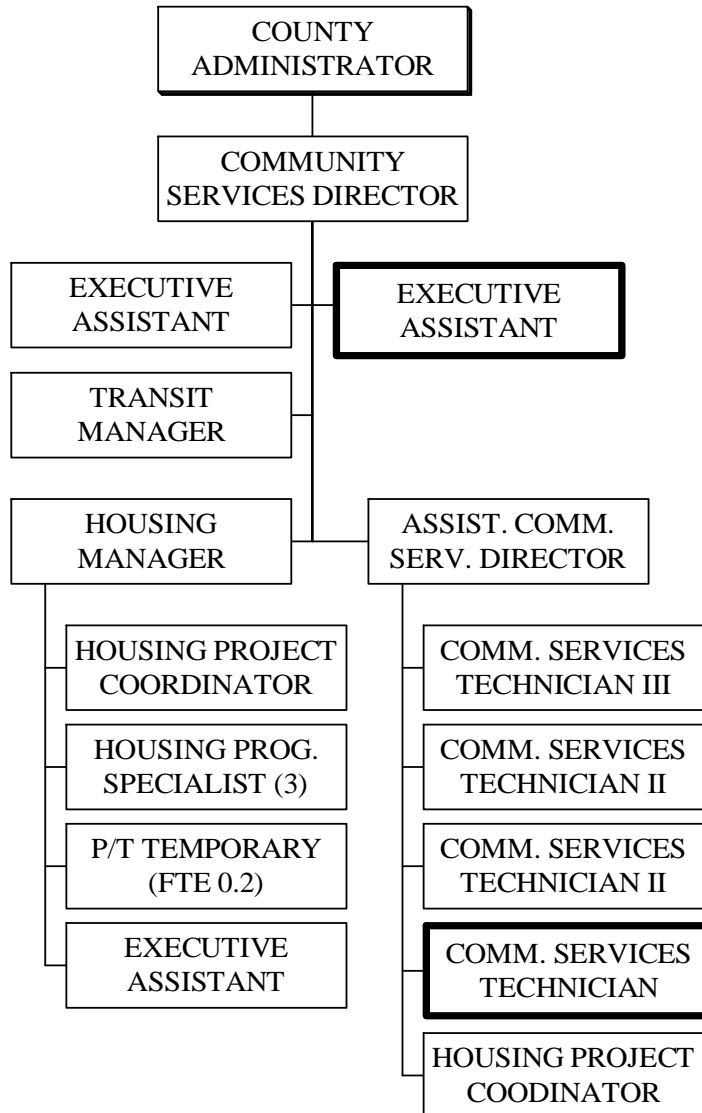 COUNTY
ADMINISTRATOR
COMMUNITY
SERVICES DIRECTOR
EXECUTIVE
ASSISTANT
EXECUTIVE
ASSISTANT
TRANSIT
MANAGER
HOUSING
MANAGER
ASSIST. COMM.
SERV. DIRECTOR
HOUSING PROJECT
COORDINATOR
HOUSING PROG.
SPECIALIST (3)
P/T TEMPORARY
(FTE 0.2)
EXECUTIVE
ASSISTANT
COMM. SERVICES
TECHNICIAN III
COMM. SERVICES
TECHNICIAN II
COMM. SERVICES
TECHNICIAN II
COMM. SERVICES
TECHNICIAN
HOUSING PROJECT
COODINATOR